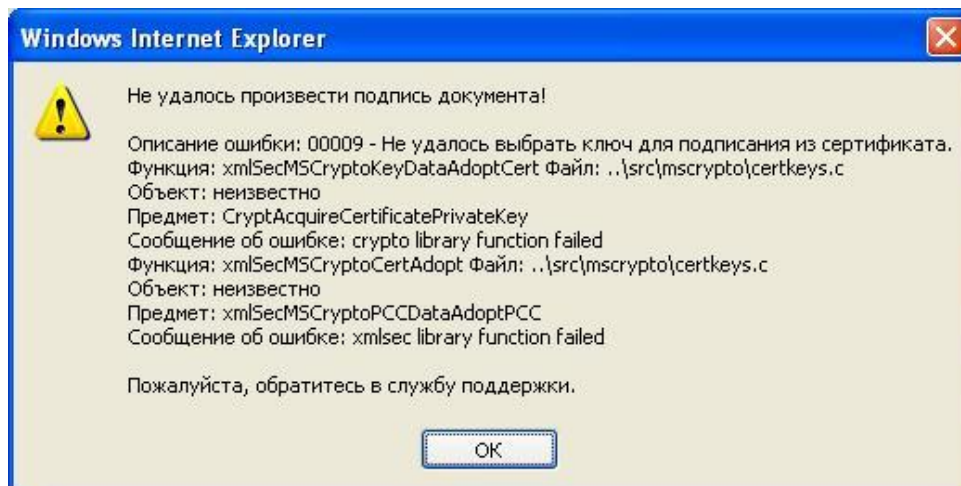 Windows Internet Explorer
Не удалось произвести подпись документа!
Описание ошибки: 00009 - Не удалось выбрать ключ для подписания из сертификата.
Функция: xmlSecMSCryptoKeyDataAdoptCert Файл: ..\src\mscrypto\certkeys.c
Объект: неизвестно
Предмет: CryptAcquireCertificatePrivateKey
Сообщение об ошибке: crypto library function failed
Функция: xmlSecMSCryptoCertAdopt Файл: ..\src\mscrypto\certkeys.c
Объект: неизвестно
Предмет: xmlSecMSCryptoPCCDataAdoptPCC
Сообщение об ошибке: xmlsec library function failed
Пожалуйста, обратитесь в службу поддержки.
ОК